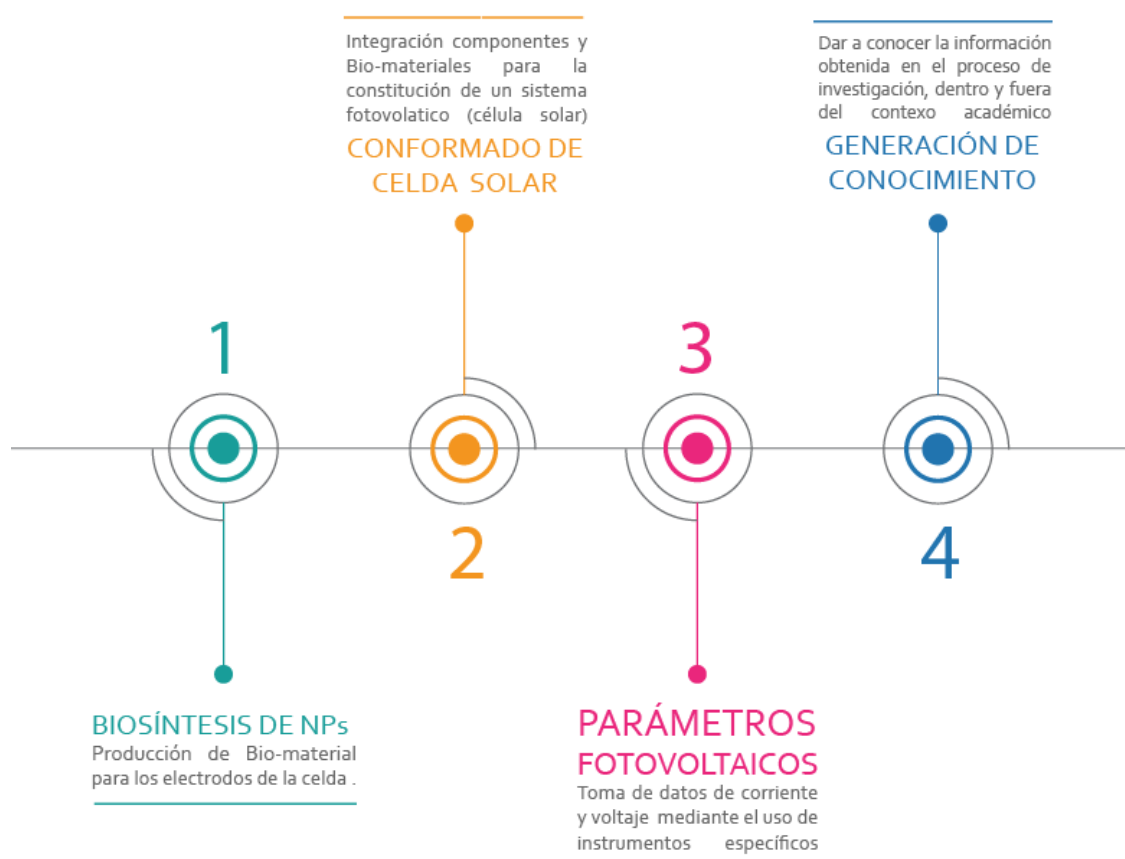 Integración componentes y
Bio-materiales para la
constitución de un sistema
fotovolatico (célula solar)
CONFORMADO DE
CELDA SOLAR
Dar a conocer la información
obtenida en el proceso de
investigación, dentro y fuera
del contexo académico
GENERACIÓN DE
CONOCIMIENTO
1
3
2
4
BIOSÍNTESIS DE NPs
Producción de Bio-material
para los electrodos de la celda .
PARÁMETROS
FOTOVOLTAICOS
Toma de datos de corriente
y voltaje mediante el uso de
instrumentos específicos